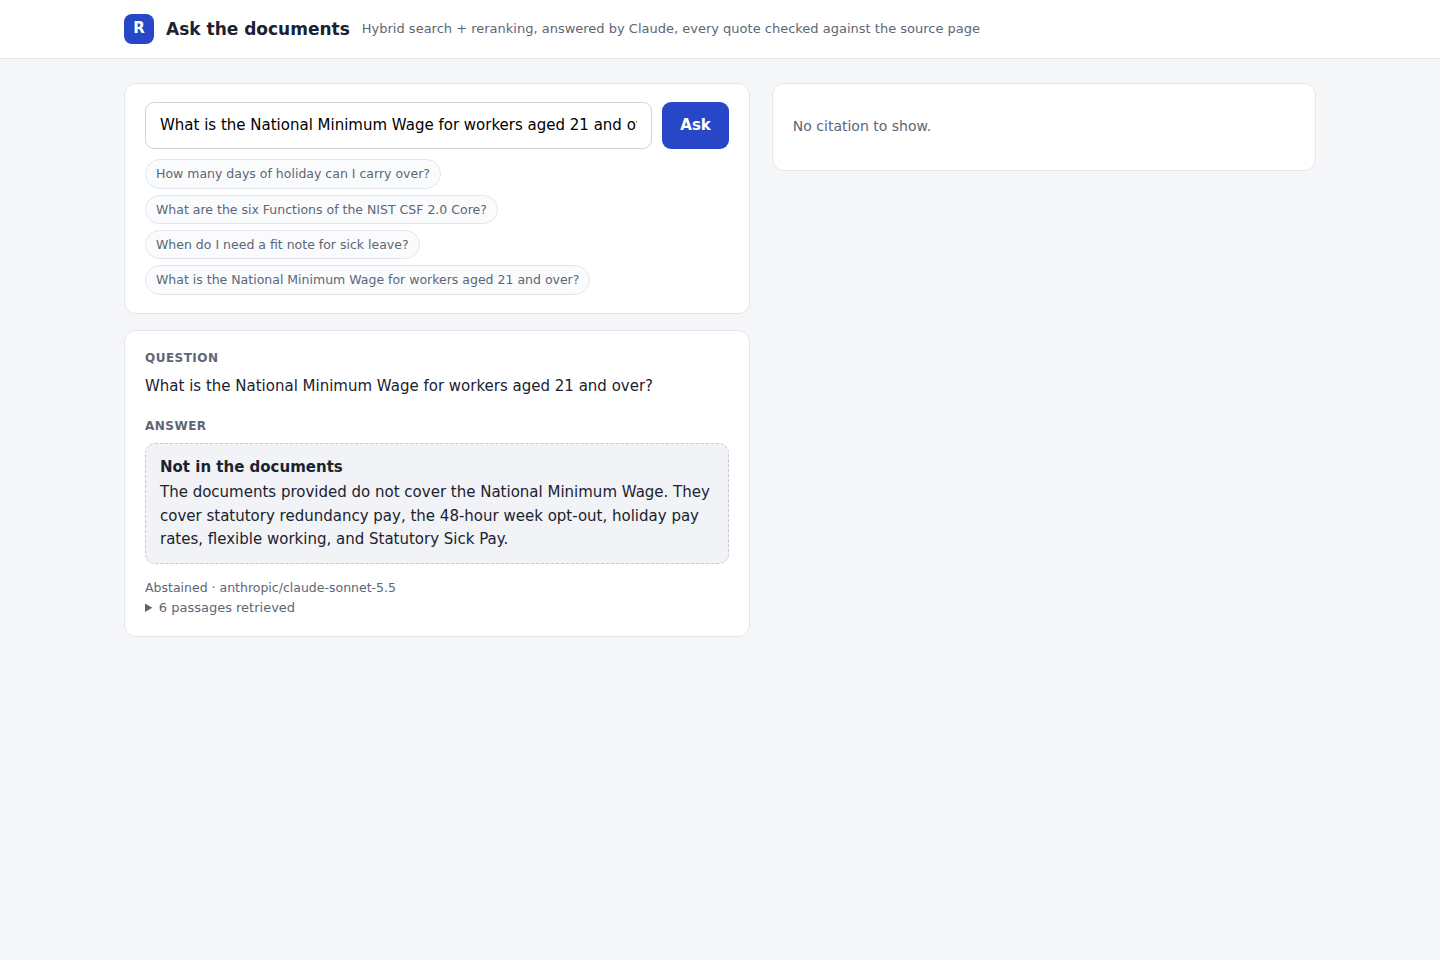 R
Ask the documents
Hybrid search + reranking, answered by Claude, every quote checked against the source page
What is the National Minimum Wage for workers aged 21 and o
Ask
How many days of holiday can I carry over?
What are the six Functions of the NIST CSF 2.0 Core?
When do I need a fit note for sick leave?
What is the National Minimum Wage for workers aged 21 and over?
QUESTION
What is the National Minimum Wage for workers aged 21 and over?
ANSWER
Not in the documents
The documents provided do not cover the National Minimum Wage. They
cover statutory redundancy pay, the 48-hour week opt-out, holiday pay
rates, flexible working, and Statutory Sick Pay.
Abstained · anthropic/claude-sonnet-5.5
6 passages retrieved
No citation to show.